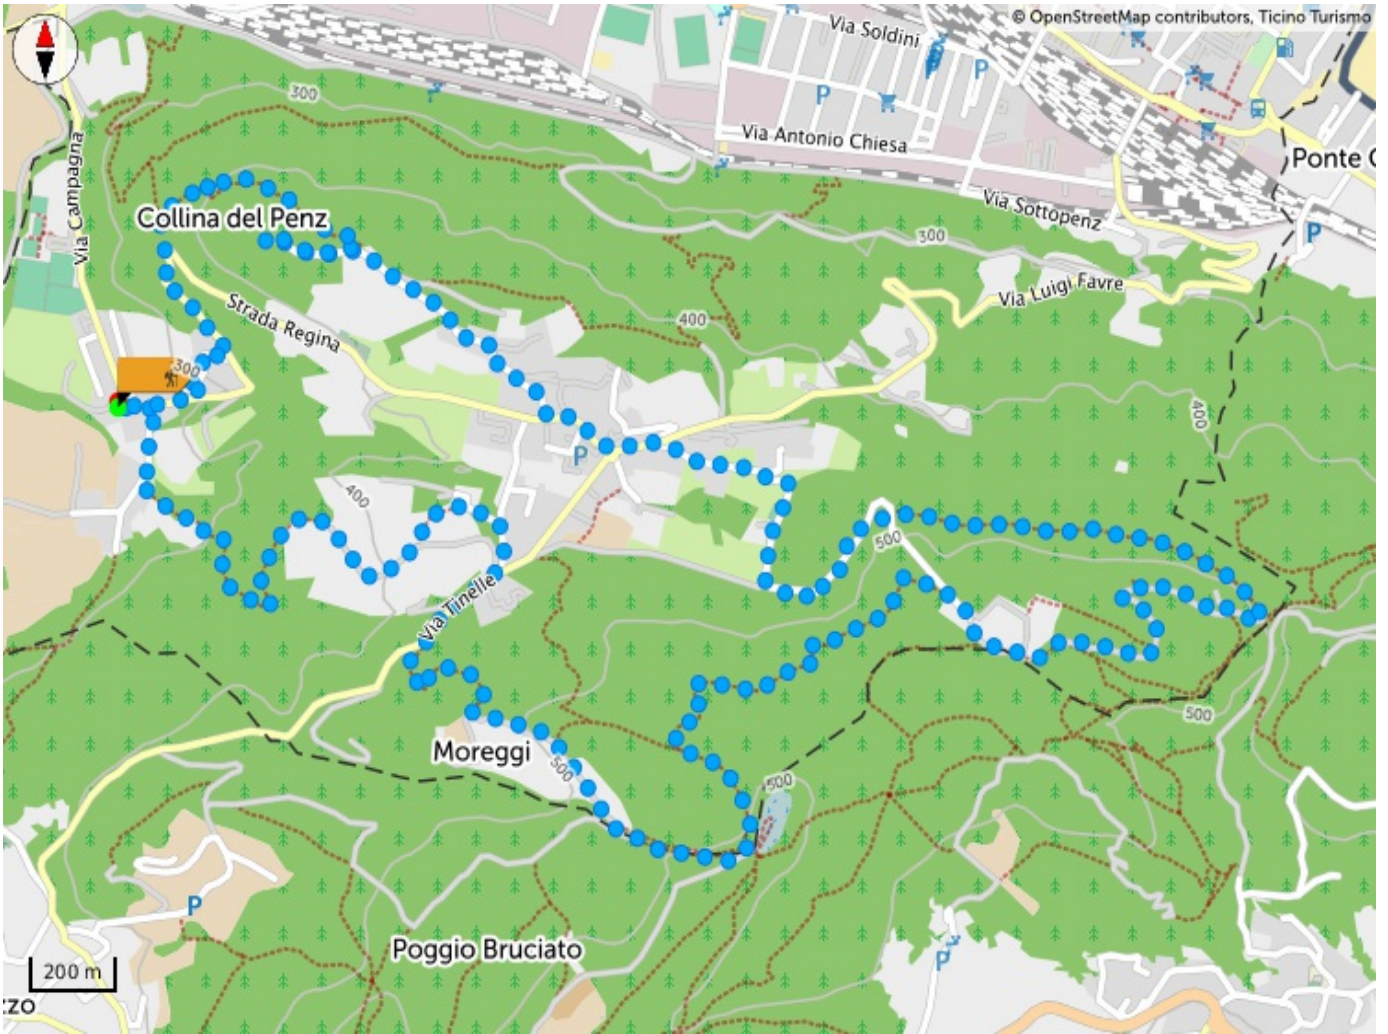 © OpenStreetMap contributors, Ticino Turismo
Via Soldini
P
P
300
Via Antonio Chiesa
Via Campagna
Ponte C
Via Sottopenz
Collina del Penz
300
P
Via Luigi Favre
Strada Regina
400
300
400
P
400
500
Via Tinelle
500
Moreggi
500
500
P
Poggio Bruciato
P
200 m
zzo